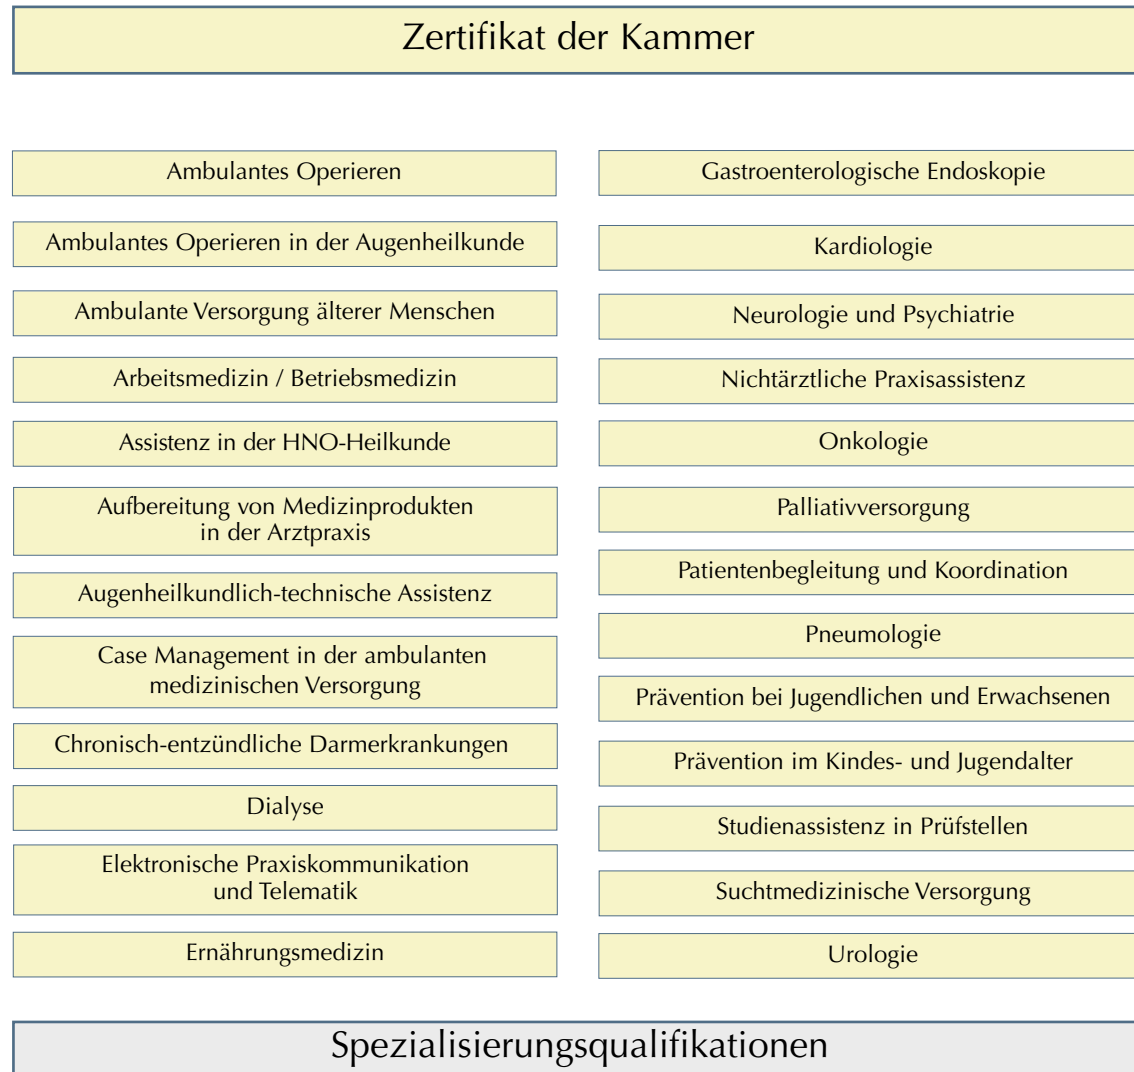 Zertifikat der Kammer
Ambulantes Operieren
Ambulantes Operieren in der Augenheilkunde
Ambulante Versorgung älterer Menschen
Arbeitsmedizin / Betriebsmedizin
Assistenz in der HNO-Heilkunde
Aufbereitung von Medizinprodukten
in der Arztpraxis
Augenheilkundlich-technische Assistenz
Case Management in der ambulanten
medizinischen Versorgung
Chronisch-entzündliche Darmerkrankungen
Dialyse
Elektronische Praxiskommunikation
und Telematik
Ernährungsmedizin
Gastroenterologische Endoskopie
Kardiologie
Neurologie und Psychiatrie
Nichtärztliche Praxisassistenz
Onkologie
Palliativversorgung
Patientenbegleitung und Koordination
Pneumologie
Prävention bei Jugendlichen und Erwachsenen
Prävention im Kindes- und Jugendalter
Studienassistenz in Prüfstellen
Suchtmedizinische Versorgung
Urologie
Spezialisierungsqualifikationen